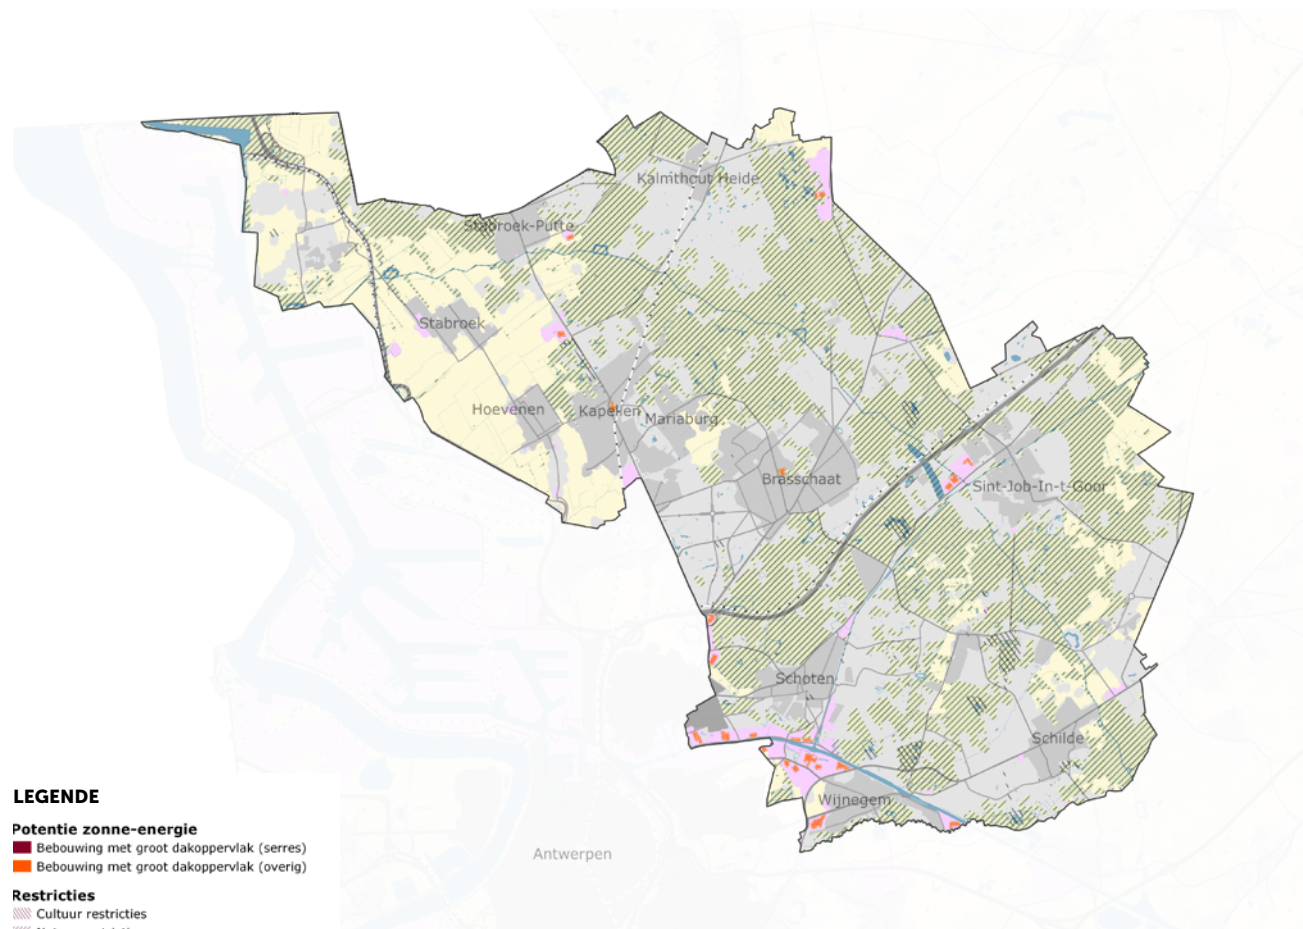 Kalmthout Heide
Stabroek-Putte
Stabroek
Hoevenen
Kapellen
Mariaburg
Brasschaat
Sint-Job-In-t-Goor
Schoten
Schilde
Wijnegem
Antwerpen
LEGENDE
Potentie zonne-energie
Bebouwing met groot dakoppervlak (serres)
Bebouwing met groot dakoppervlak (overig)
Restricties
Cultuur restricties